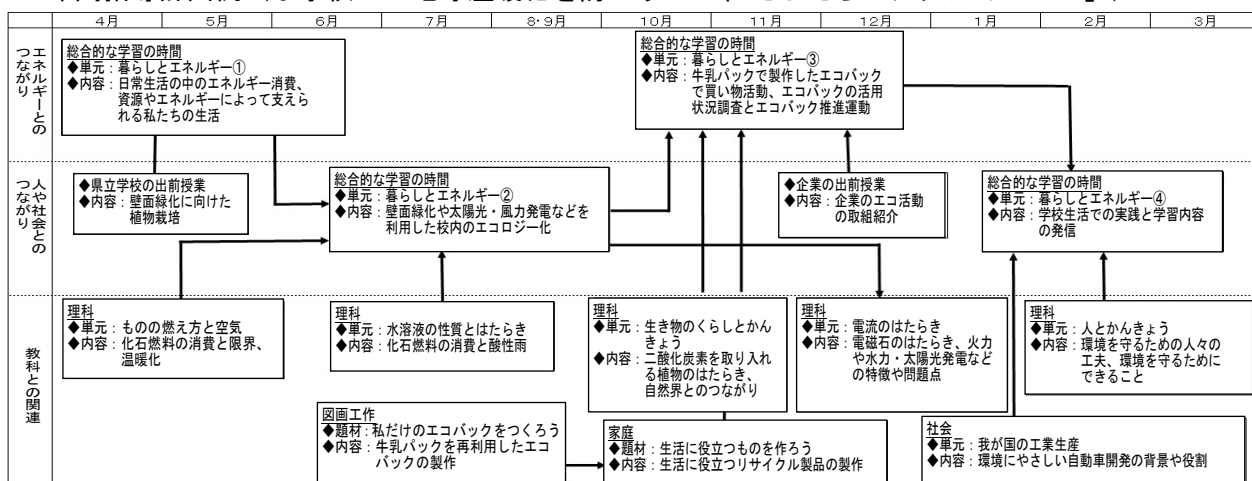 4月 5月 6月 7月 8・9月 10月 11月 12月 1月 2月 3月
エネルギーとの
つながり
総合的な学習の時間
◆単元：暮らしとエネルギー①
◆内容：日常生活の中のエネルギー消費、
資源やエネルギーによって支えら
れる私たちの生活
総合的な学習の時間
◆単元：暮らしとエネルギー③
◆内容：牛乳パックで製作したエコバック
で買い物活動、エコバックの活用
状況調査とエコバック推進運動
人や社会との
つながり
◆県立学校の出前授業
◆内容：壁面緑化に向けた
植物栽培
総合的な学習の時間
◆単元：暮らしとエネルギー②
◆内容：壁面緑化や太陽光・風力発電などを
利用した校内のエコロジー化
◆企業の出前授業
◆内容：企業のエコ活動
の取組紹介
総合的な学習の時間
◆単元：暮らしとエネルギー④
◆内容：学校生活での実践と学習内容
の発信
教科との関連
理科
◆単元：ものの燃え方と空気
◆内容：化石燃料の消費と限界、
温暖化
理科
◆単元：水溶液の性質とはたらき
◆内容：化石燃料の消費と酸性雨
理科
◆単元：生き物のくらしとかん
きょう
◆内容：二酸化炭素を取り入れ
る植物のはたらき、
自然界とのつながり
理科
◆単元：電流のはたらき
◆内容：電磁石のはたらき、火力
や水力・太陽光発電など
の特徴や問題点
理科
◆単元：人とかんきょう
◆内容：環境を守るための人々の
工夫、環境を守るために
できること
図画工作
◆題材：私だけのエコバックをつくろう
◆内容：牛乳パックを再利用したエコ
バックの製作
家庭
◆題材：生活に役立つものを作ろう
◆内容：生活に役立つリサイクル製品の製作
社会
◆単元：我が国の工業生産
◆内容：環境にやさしい自動車開発の背景や役割